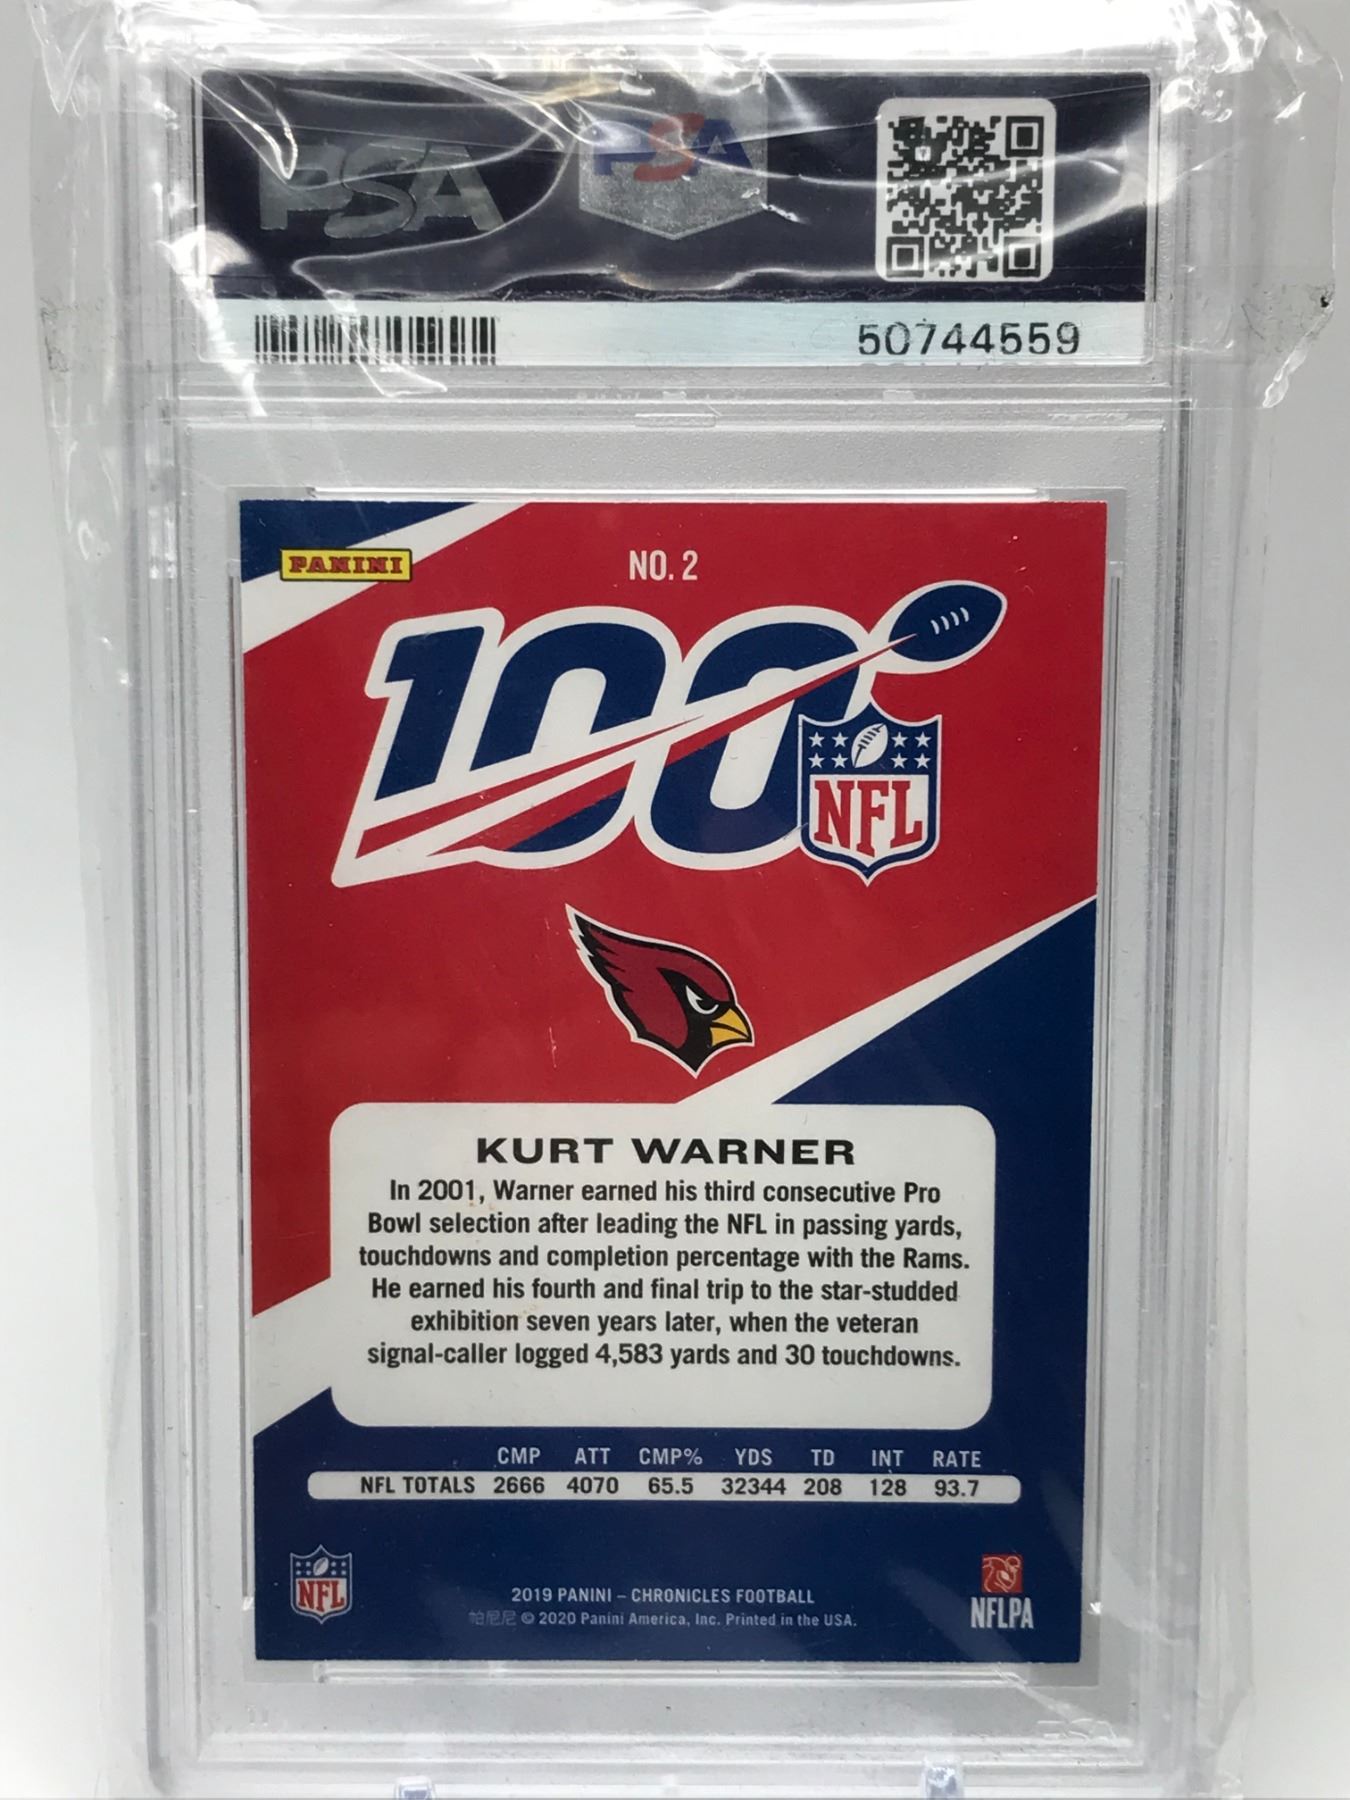 PSA
PSA
50744559
PANINI
NO. 2
100
NFL
KURT WARNER
In 2001, Warner earned his third consecutive Pro
Bowl selection after leading the NFL in passing yards,
touchdowns and completion percentage with the Rams.
He earned his fourth and final trip to the star-studded
exhibition seven years later, when the veteran
signal-caller logged 4,583 yards and 30 touchdowns.
CMP ATT CMP% YDS TD INT RATE
NFL TOTALS 2666 4070 65.5 32344 208 128 93.7
NFL
2019 PANINI – CHRONICLES FOOTBALL
帕尼尼 © 2020 Panini America, Inc. Printed in the USA.
NFLPA